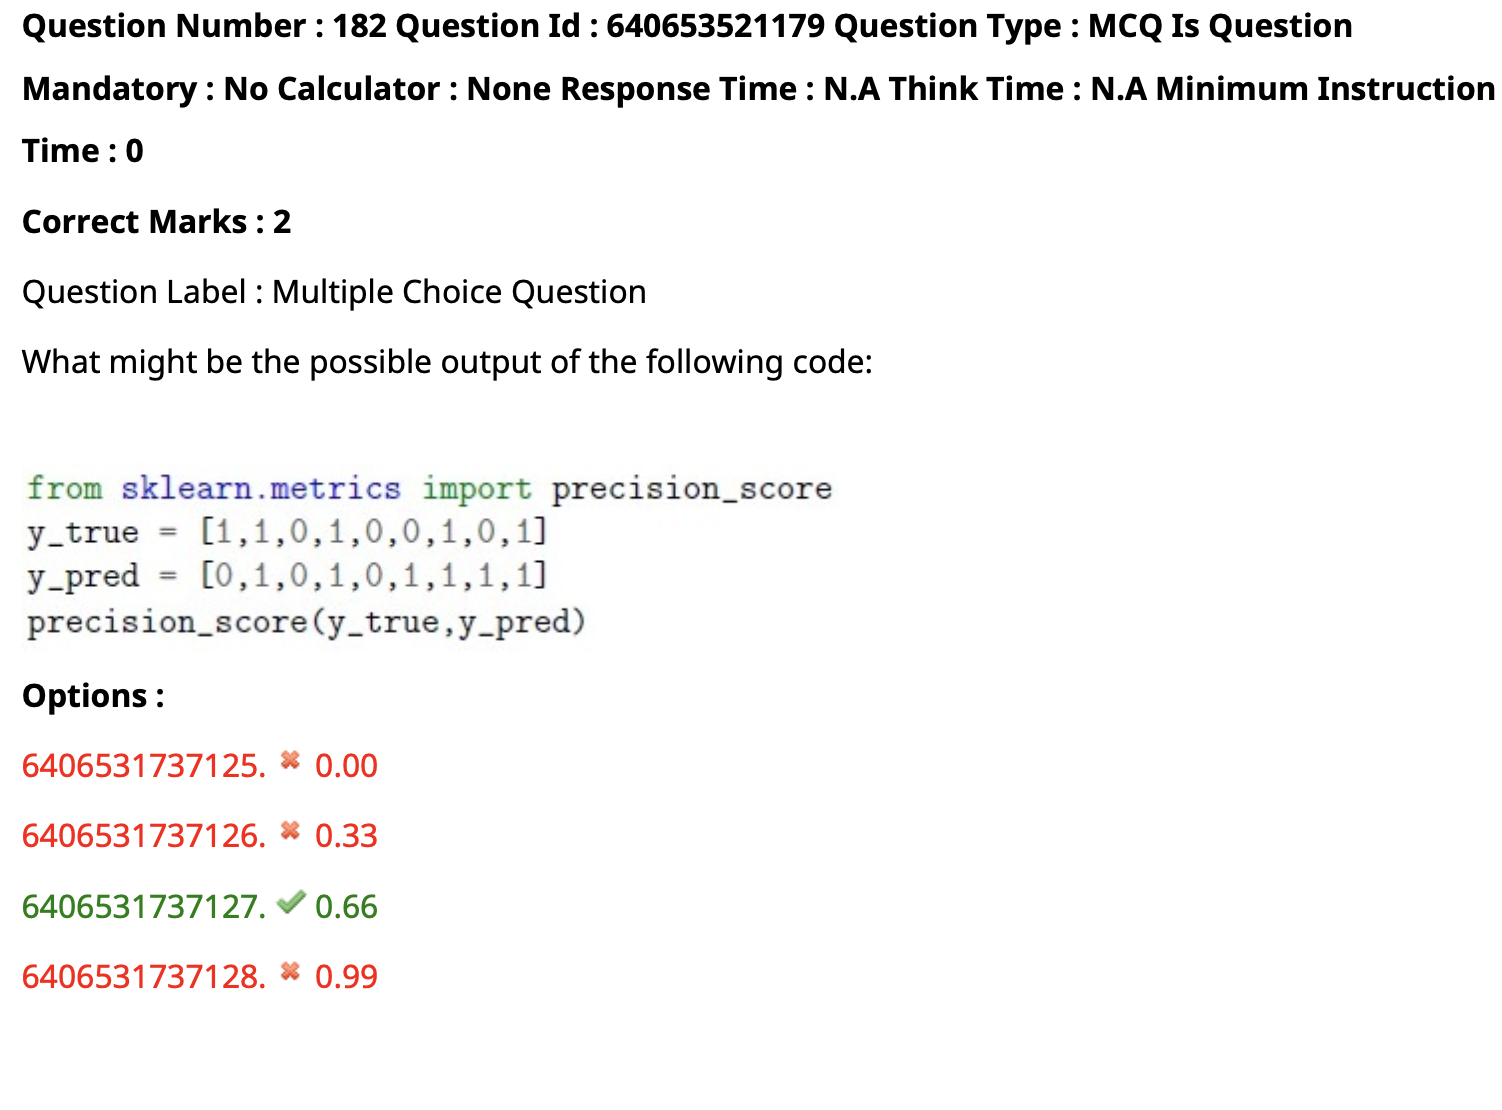 Question Number : 182 Question Id : 640653521179 Question Type : MCQ Is Question
Mandatory : No Calculator : None Response Time : N.A Think Time : N.A Minimum Instruction
Time : 0
Correct Marks : 2
Question Label : Multiple Choice Question
What might be the possible output of the following code:
from sklearn.metrics import precision_score
y_true = [1,1,0,1,0,0,1,0,1]
y_pred = [0,1,0,1,0,1,1,1,1]
precision_score(y_true,y_pred)
Options :
6406531737125. ✖ 0.00
6406531737126. ✖ 0.33
6406531737127. ✔ 0.66
6406531737128. ✖ 0.99